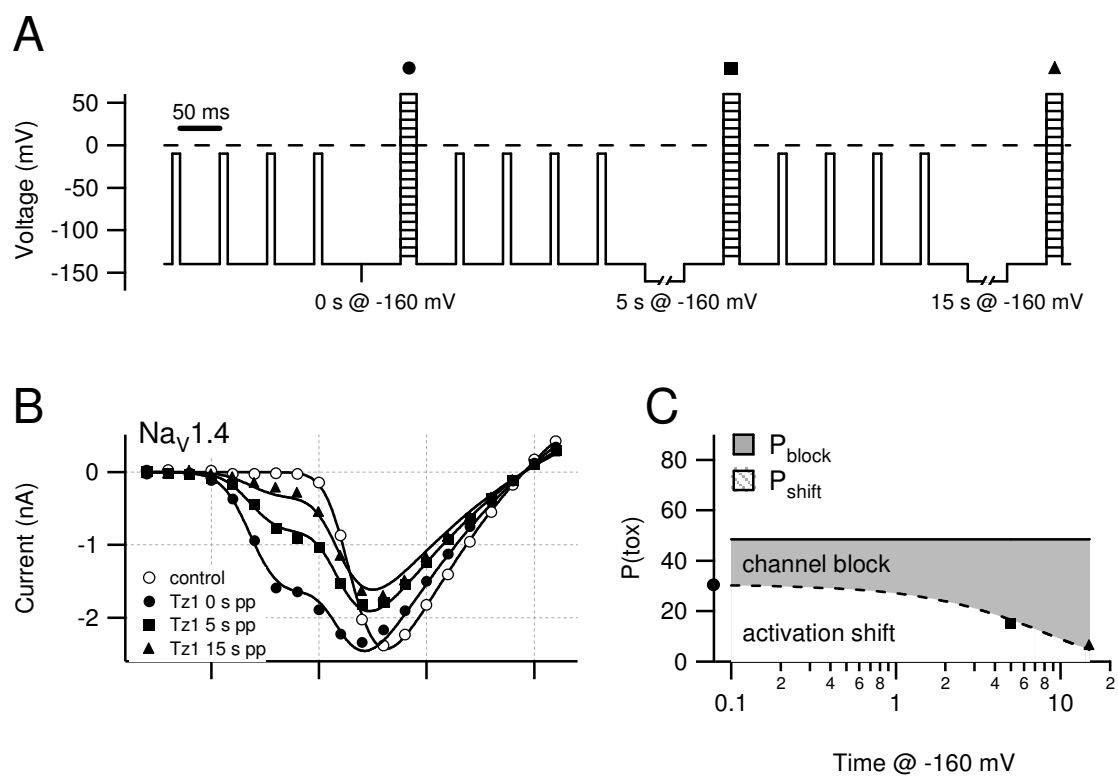 A
50 ms
Voltage (mV)
50
0
-50
-100
-150
0 s @ -160 mV
5 s @ -160 mV
15 s @ -160 mV
B
NaV1.4
Current (nA)
0
-1
-2
control
Tz1 0 s pp
Tz1 5 s pp
Tz1 15 s pp
C
Pblock
Pshift
P(tox)
80
60
40
20
0
channel block
activation shift
0.1
2
4
6
8
1
2
4
6
8
10
2
Time @ -160 mV